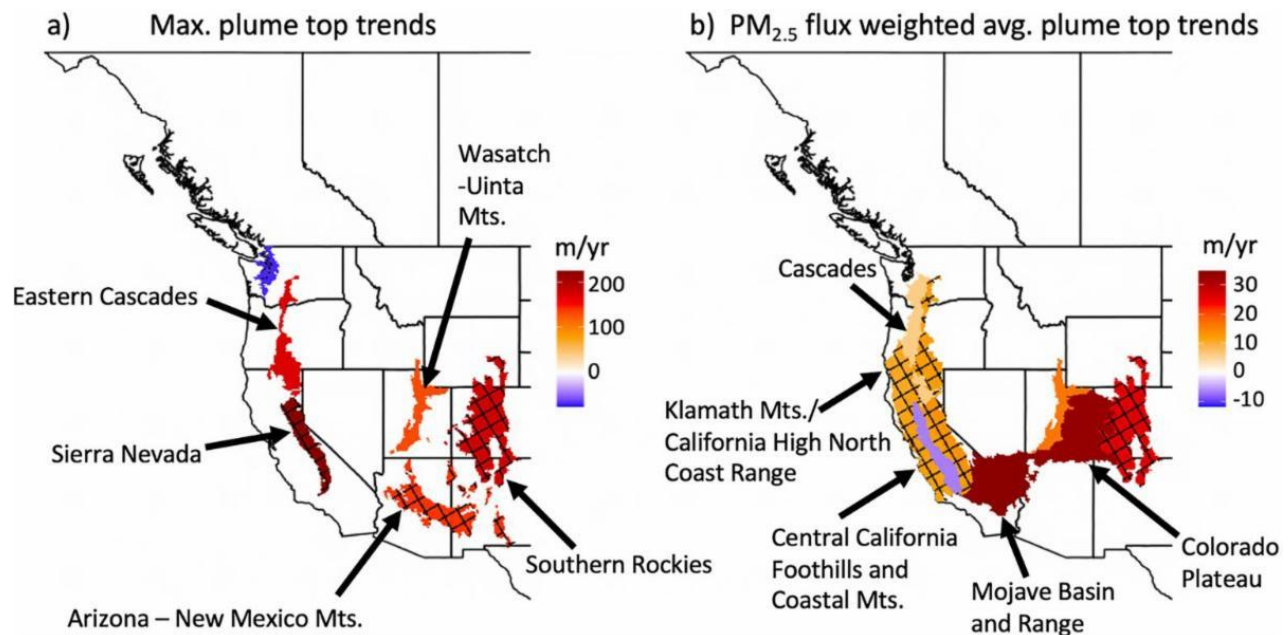 a) Max. plume top trends
Wasatch
-Uinta
Mts.
m/yr
200
100
0
Eastern Cascades
Sierra Nevada
Southern Rockies
Arizona – New Mexico Mts.
b) PM2.5 flux weighted avg. plume top trends
m/yr
30
20
10
0
-10
Cascades
Klamath Mts./
California High North
Coast Range
Central California
Foothills and
Coastal Mts.
Mojave Basin
and Range
Colorado
Plateau